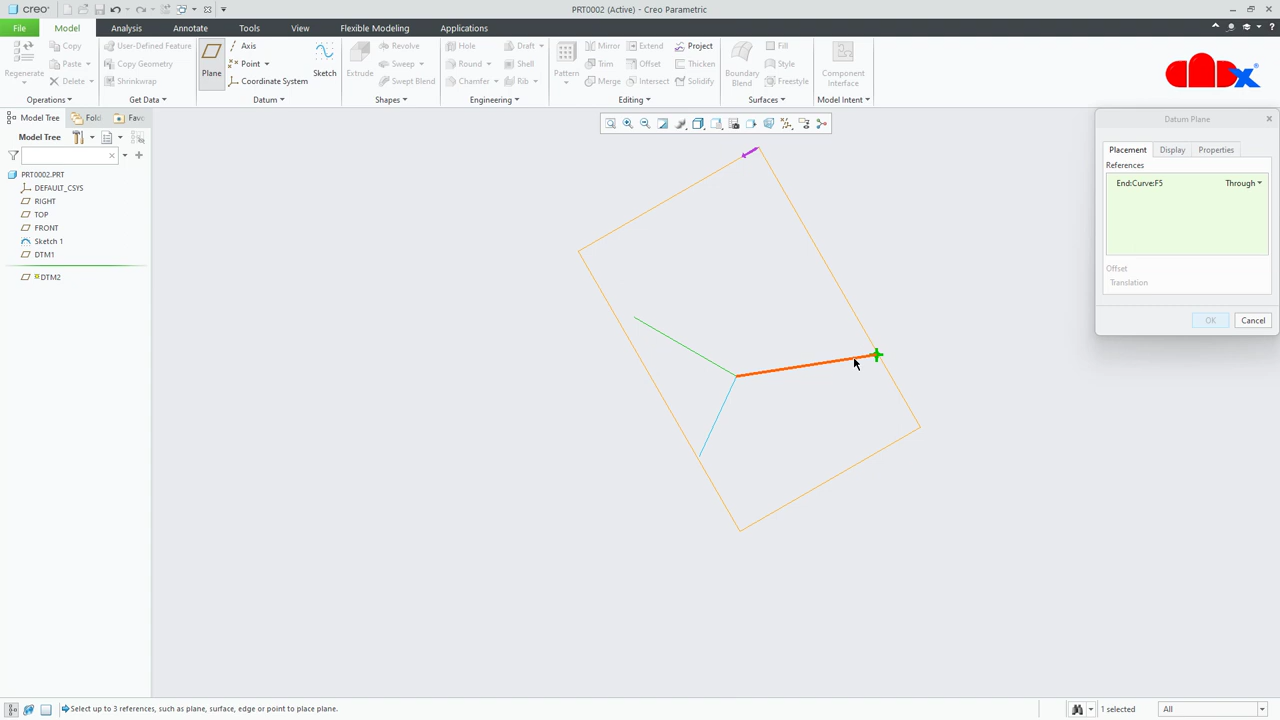 creo
PRT0002 (Active) - Creo Parametric
File Model Analysis Annotate Tools View Flexible Modeling Applications
Regenerate
Copy
Paste
Delete
Operations
User-Defined Feature
Copy Geometry
Shrinkwrap
Get Data
Plane
Axis
Point
Coordinate System
Sketch
Datum
Extrude
Revolve
Sweep
Swept Blend
Shapes
Hole
Round
Chamfer
Draft
Shell
Rib
Engineering
Pattern
Mirror
Trim
Merge
Extend
Offset
Intersect
Project
Thicken
Solidify
Editing
Boundary
Blend
Fill
Style
Freestyle
Surfaces
Component
Interface
Model Intent
CADX
Model Tree Fold Favo
Model Tree
PRT0002.PRT
DEFAULT_CSYS
RIGHT
TOP
FRONT
Sketch 1
DTM1
DTM2
Datum Plane
Placement Display Properties
References
End:Curve:F5 Through
Offset
Translation
OK Cancel
Select up to 3 references, such as plane, surface, edge or point to place plane.
1 selected All